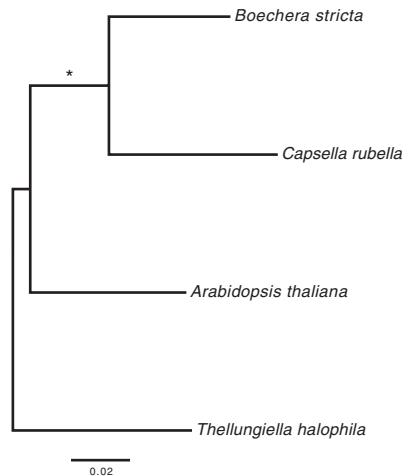 Boechera stricta
*
Capsella rubella
Arabidopsis thaliana
Thellungiella halophila
0.02